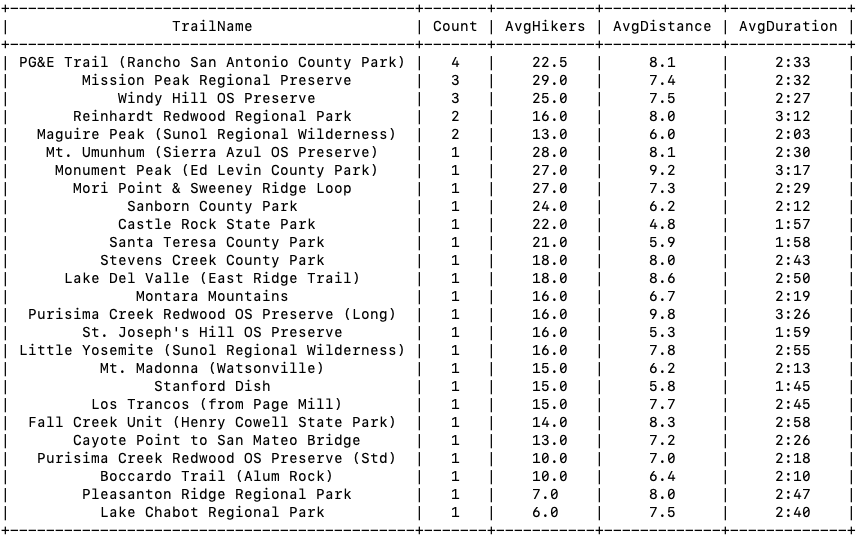 +----------------------------------------------+-------+-----------+-------------+-------------+
| TrailName | Count | AvgHikers | AvgDistance | AvgDuration |
+----------------------------------------------+-------+-----------+-------------+-------------+
| PG&E Trail (Rancho San Antonio County Park) | 4 | 22.5 | 8.1 | 2:33 |
| Mission Peak Regional Preserve | 3 | 29.0 | 7.4 | 2:32 |
| Windy Hill OS Preserve | 3 | 25.0 | 7.5 | 2:27 |
| Reinhardt Redwood Regional Park | 2 | 16.0 | 8.0 | 3:12 |
| Maguire Peak (Sunol Regional Wilderness) | 2 | 13.0 | 6.0 | 2:03 |
| Mt. Umunhum (Sierra Azul OS Preserve) | 1 | 28.0 | 8.1 | 2:30 |
| Monument Peak (Ed Levin County Park) | 1 | 27.0 | 9.2 | 3:17 |
| Mori Point & Sweeney Ridge Loop | 1 | 27.0 | 7.3 | 2:29 |
| Sanborn County Park | 1 | 24.0 | 6.2 | 2:12 |
| Castle Rock State Park | 1 | 22.0 | 4.8 | 1:57 |
| Santa Teresa County Park | 1 | 21.0 | 5.9 | 1:58 |
| Stevens Creek County Park | 1 | 18.0 | 8.0 | 2:43 |
| Lake Del Valle (East Ridge Trail) | 1 | 18.0 | 8.6 | 2:50 |
| Montara Mountains | 1 | 16.0 | 6.7 | 2:19 |
| Purisima Creek Redwood OS Preserve (Long) | 1 | 16.0 | 9.8 | 3:26 |
| St. Joseph's Hill OS Preserve | 1 | 16.0 | 5.3 | 1:59 |
| Little Yosemite (Sunol Regional Wilderness) | 1 | 16.0 | 7.8 | 2:55 |
| Mt. Madonna (Watsonville) | 1 | 15.0 | 6.2 | 2:13 |
| Stanford Dish | 1 | 15.0 | 5.8 | 1:45 |
| Los Trancos (from Page Mill) | 1 | 15.0 | 7.7 | 2:45 |
| Fall Creek Unit (Henry Cowell State Park) | 1 | 14.0 | 8.3 | 2:58 |
| Cayote Point to San Mateo Bridge | 1 | 13.0 | 7.2 | 2:26 |
| Purisima Creek Redwood OS Preserve (Std) | 1 | 10.0 | 7.0 | 2:18 |
| Boccardo Trail (Alum Rock) | 1 | 10.0 | 6.4 | 2:10 |
| Pleasanton Ridge Regional Park | 1 | 7.0 | 8.0 | 2:47 |
| Lake Chabot Regional Park | 1 | 6.0 | 7.5 | 2:40 |
+----------------------------------------------+-------+-----------+-------------+-------------+